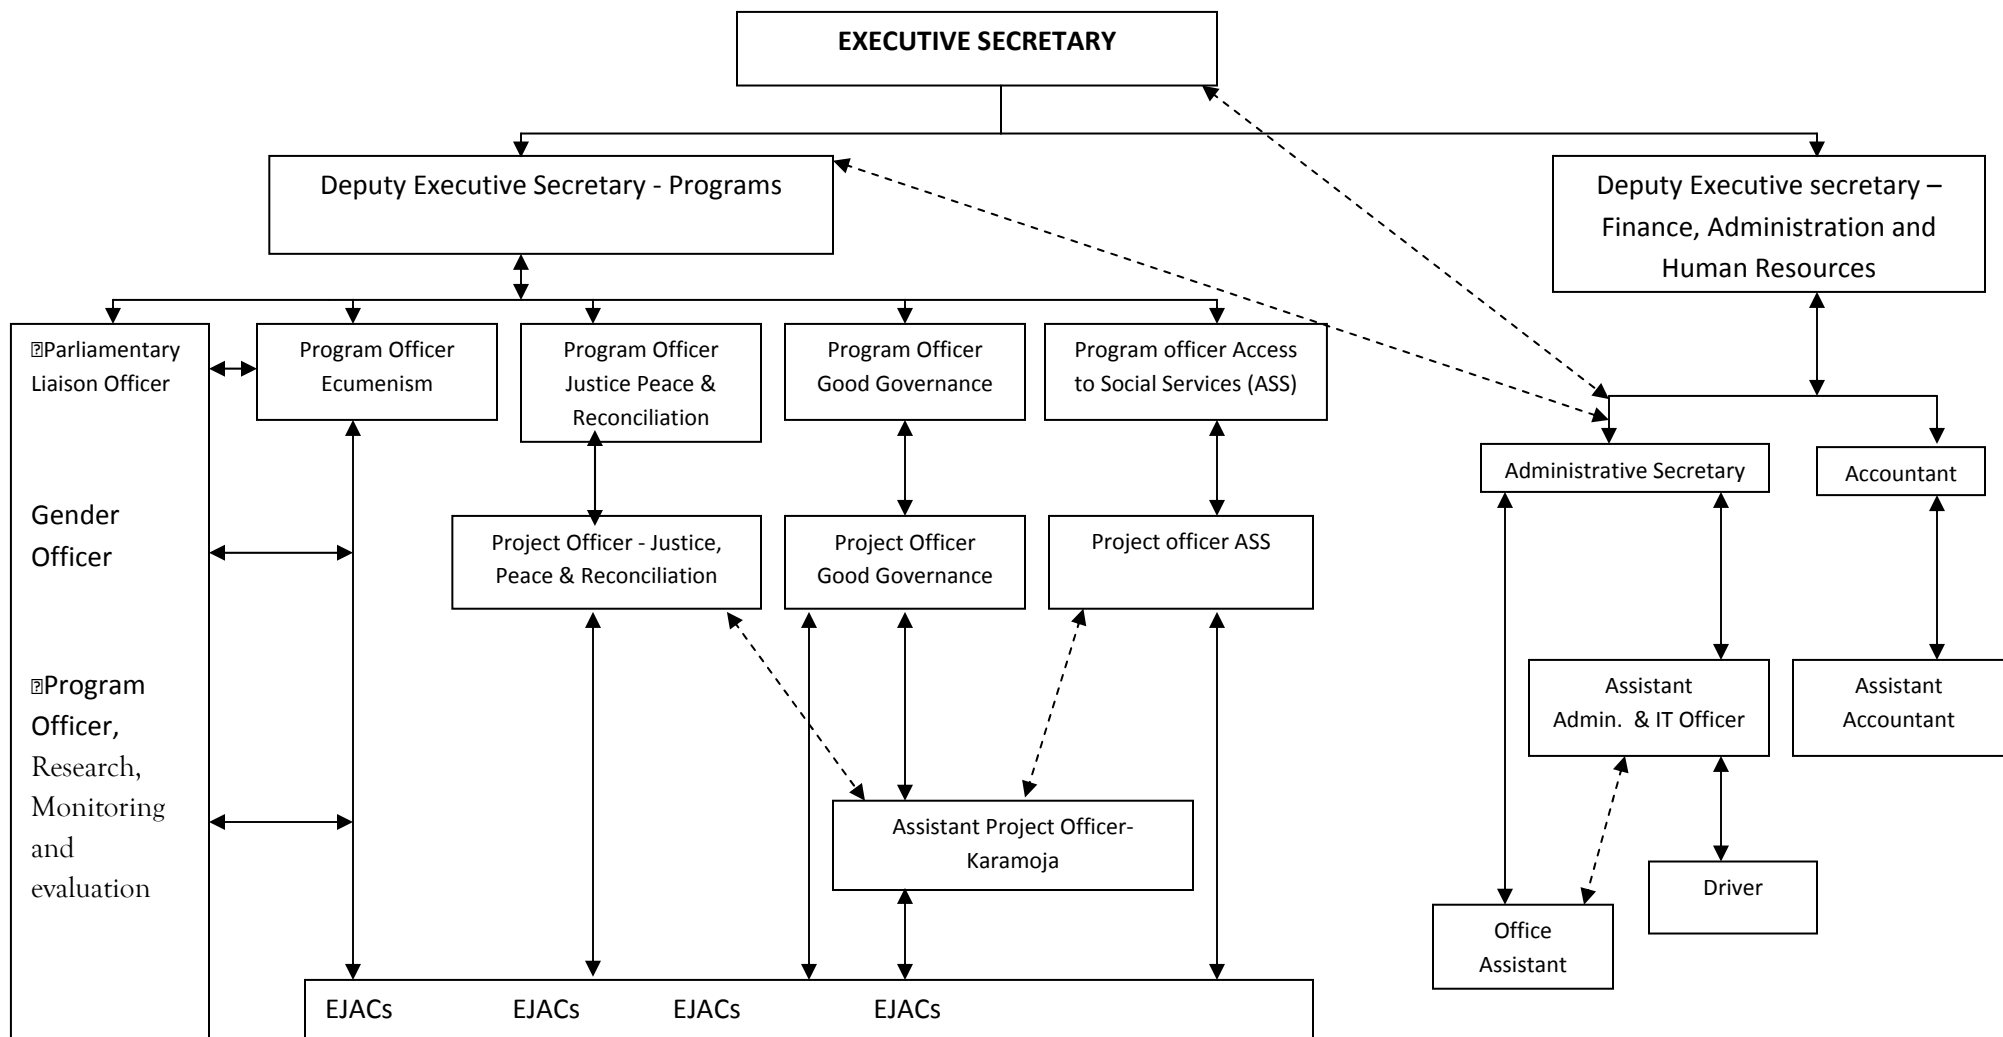 EXECUTIVE SECRETARY
Deputy Executive Secretary - Programs
Deputy Executive secretary –
Finance, Administration and
Human Resources
Parliamentary
Liaison Officer
Program Officer
Ecumenism
Program Officer
Justice Peace &
Reconciliation
Program Officer
Good Governance
Program officer Access
to Social Services (ASS)
Administrative Secretary
Accountant
Gender
Officer
Project Officer - Justice,
Peace & Reconciliation
Project Officer
Good Governance
Project officer ASS
Program
Officer,
Research,
Monitoring
and
evaluation
Assistant
Admin. & IT Officer
Assistant
Accountant
Assistant Project Officer-
Karamoja
Driver
Office
Assistant
EJACs EJACs EJACs EJACs